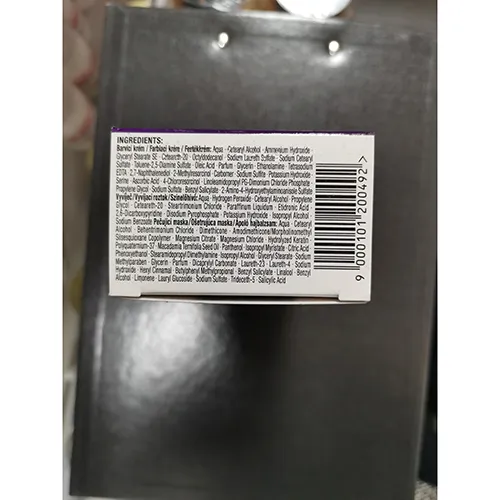 INGREDIENTS:
Barvicí krém / Farbiaci krém / Festékkrém: Aqua · Cetearyl Alcohol · Ammonium Hydroxide ·
Glyceryl Stearate SE · Ceteareth-20 · Octyldodecanol · Sodium Laureth Sulfate · Sodium Cetearyl
Sulfate · Toluene-2,5-Diamine Sulfate · Oleic Acid · Parfum · Glycerin · Ethanolamine · Tetrasodium
EDTA · 2,7-Naphthalenediol · 2-Methylresorcinol · Carbomer · Sodium Sulfite · Potassium Hydroxide
Serine · Ascorbic Acid · 4-Chlororesorcinol · Linoleamidopropyl PG-Dimonium Chloride Phosphate ·
Propylene Glycol · Sodium Sulfate · Benzyl Salicylate · 2-Amino-4-Hydroxyethylaminoanisole Sulfate
Vyvíječ/Vyvíjací roztok/Színelőhívó: Aqua · Hydrogen Peroxide · Cetearyl Alcohol · Propylene
Glycol · Ceteareth-20 · Steartrimonium Chloride · Paraffinum Liquidum · Etidronic Acid ·
2,6-Dicarboxypyridine · Disodium Pyrophosphate · Potassium Hydroxide · Isopropyl Alcohol ·
Sodium Sulfate Pečující maska/Ošetrujúca maska/Ápoló hajbalzsam: Aqua · Cetearyl
Alcohol · Behentrimonium Chloride · Dimethicone · Amodimethicone/Morpholinomethyl
Silsesquioxane Copolymer · Magnesium Citrate · Magnesium Chloride · Hydrolyzed Keratin
Polyquaternium-37 · Macadamia Ternifolia Seed Oil · Panthenol · Isopropyl Myristate · Citric Acid
Phenoxyethanol · Stearamidopropyl Dimethylamine · Isopropyl Alcohol · Glyceryl Stearate · Sodium
Methylparaben · Glycerin · Parfum · Dicaprylyl Carbonate · Laureth-23 · Laureth-4 · Sodium
Hydroxide · Hexyl Cinnamal · Butylphenyl Methylpropional · Benzyl Salicylate · Linalool · Benzyl
Alcohol · Limonene · Lauryl Glucoside · Sodium Sulfate · Trideceth-5 · Salicylic Acid
9 000101 200492 >